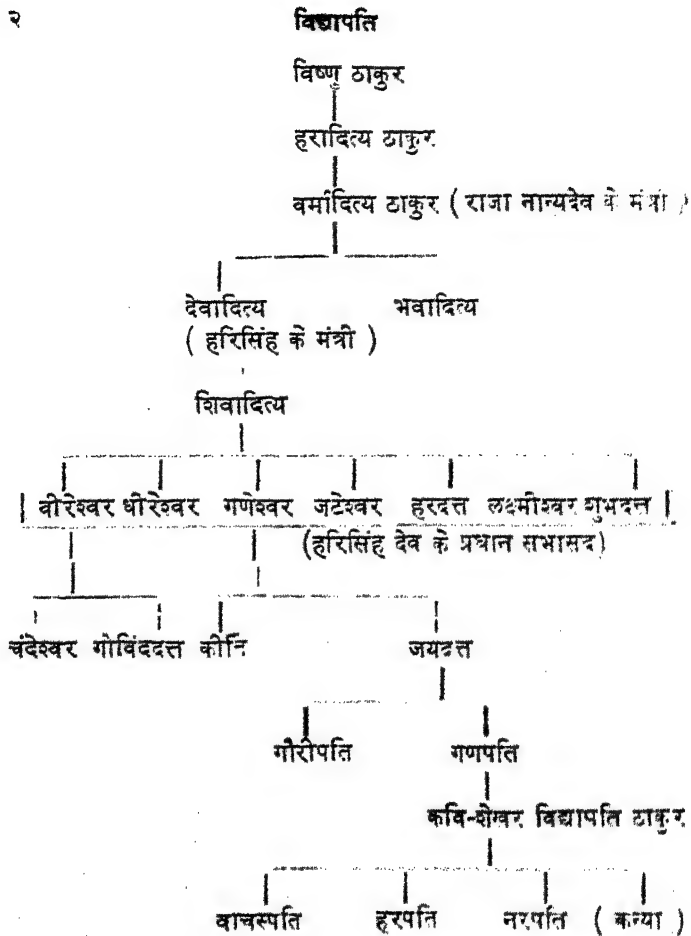 २ विद्यापति
विष्णु ठाकुर
हरादित्य ठाकुर
वर्मादित्य ठाकुर ( राजा नान्यदेव के मंत्री )
देवादित्य भवादित्य
( हरिसिंह के मंत्री )
शिवादित्य
वीरेश्वर धीरेश्वर गणेश्वर जटेश्वर हरदत्त लक्ष्मीश्वर शुभदत्त
(हरिसिंह देव के प्रधान सभासद)
चंदेश्वर गोविंददत्त कीर्ति जयदत्त
गौरीपति गणपति
कवि-शेखर विद्यापति ठाकुर
वाचस्पति हरपति नरपति ( कन्या )